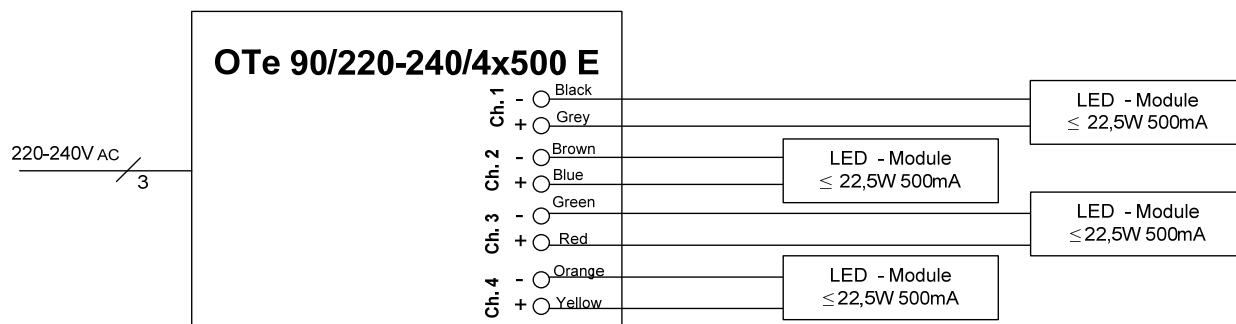 OTe 90/220-240/4x500 E
220-240V AC
3
Ch. 1
- Black
+ Grey
LED - Module
≤ 22,5W 500mA
Ch. 2
- Brown
+ Blue
LED - Module
≤ 22,5W 500mA
Ch. 3
- Green
+ Red
LED - Module
≤ 22,5W 500mA
Ch. 4
- Orange
+ Yellow
LED - Module
≤ 22,5W 500mA